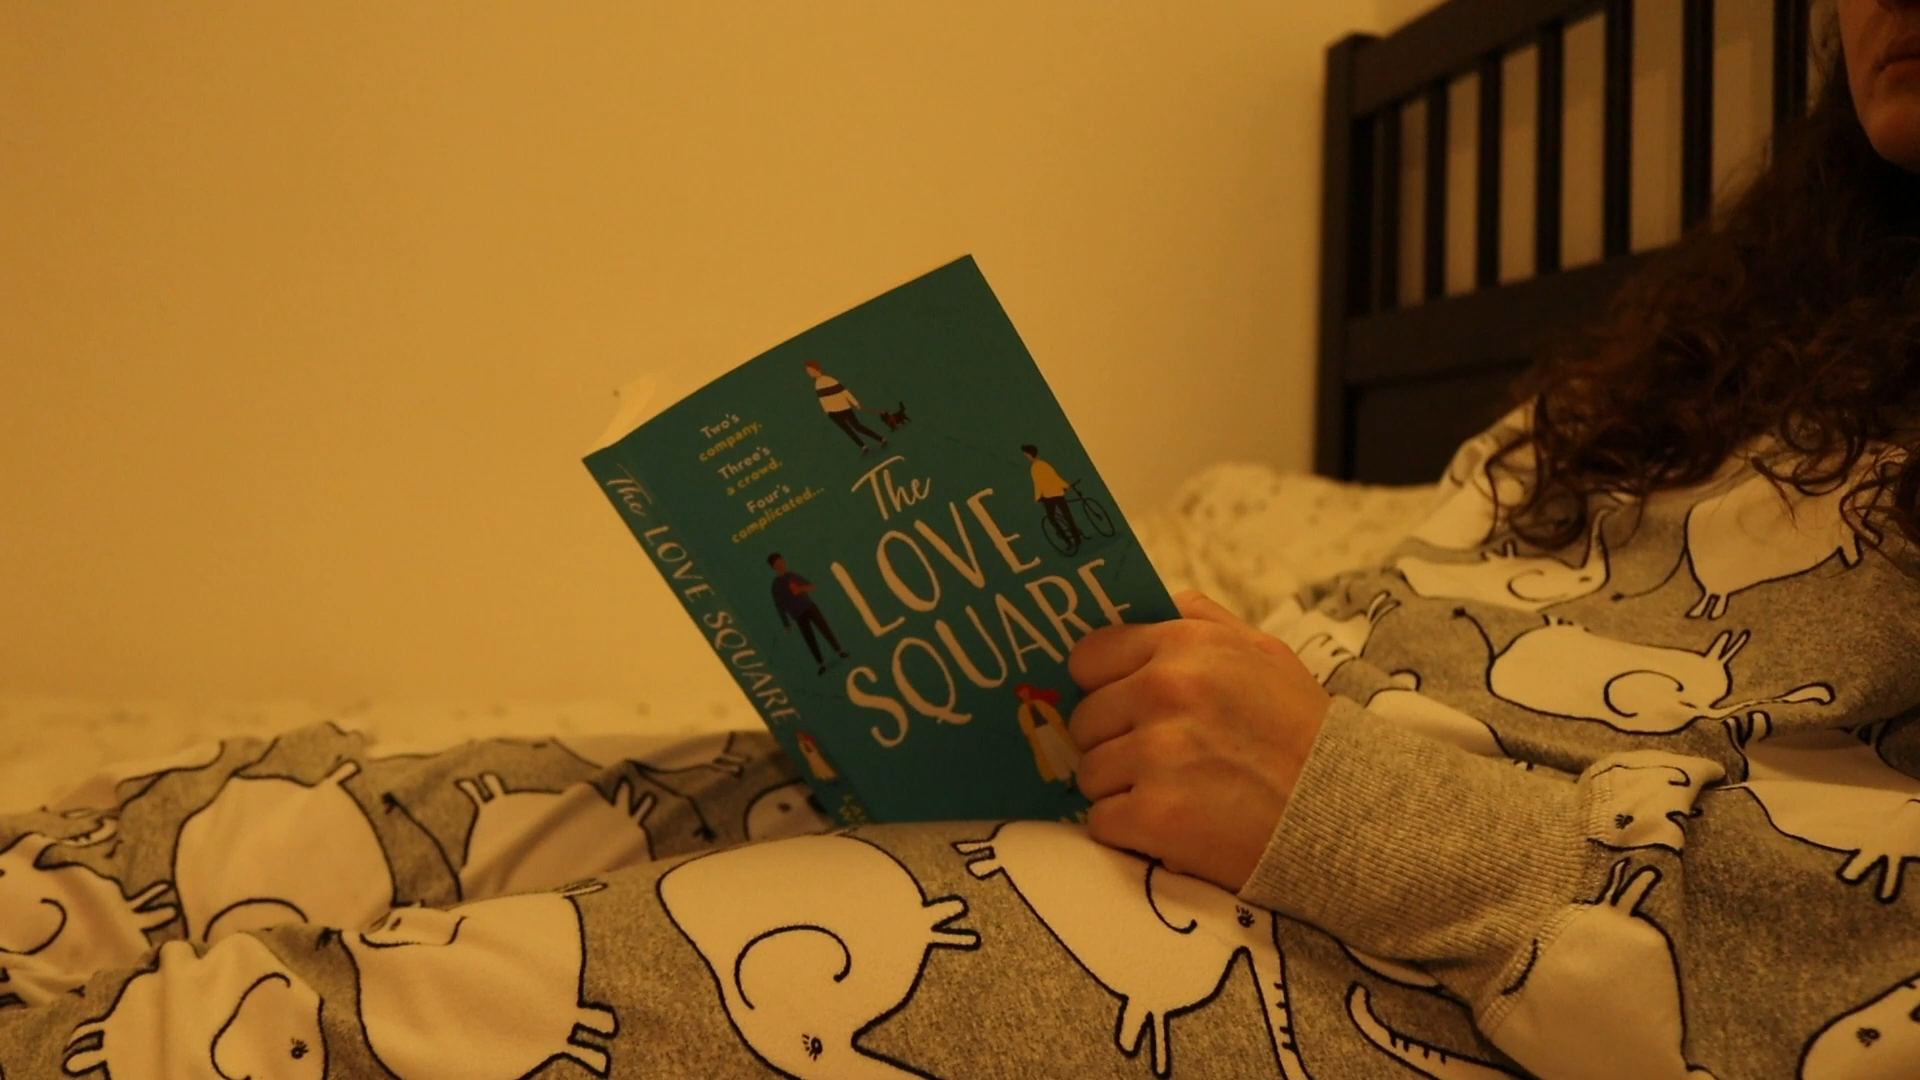 Two's
company.
Three's
a crowd.
Four's
complicated...
The
LOVE
SQUARE
The LOVE SQUARE